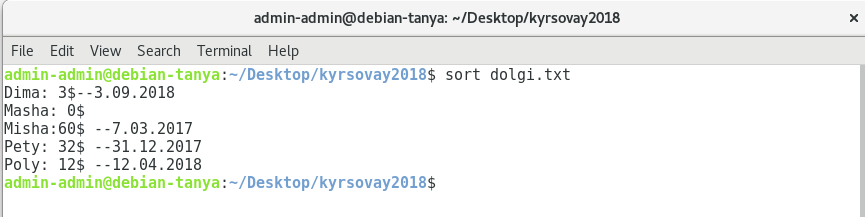 admin-admin@debian-tanya: ~/Desktop/kyrsovay2018
File Edit View Search Terminal Help
admin-admin@debian-tanya:~/Desktop/kyrsovay2018$ sort dolgi.txt
Dima: 3$--3.09.2018
Masha: 0$
Misha:60$ --7.03.2017
Pety: 32$ --31.12.2017
Poly: 12$ --12.04.2018
admin-admin@debian-tanya:~/Desktop/kyrsovay2018$